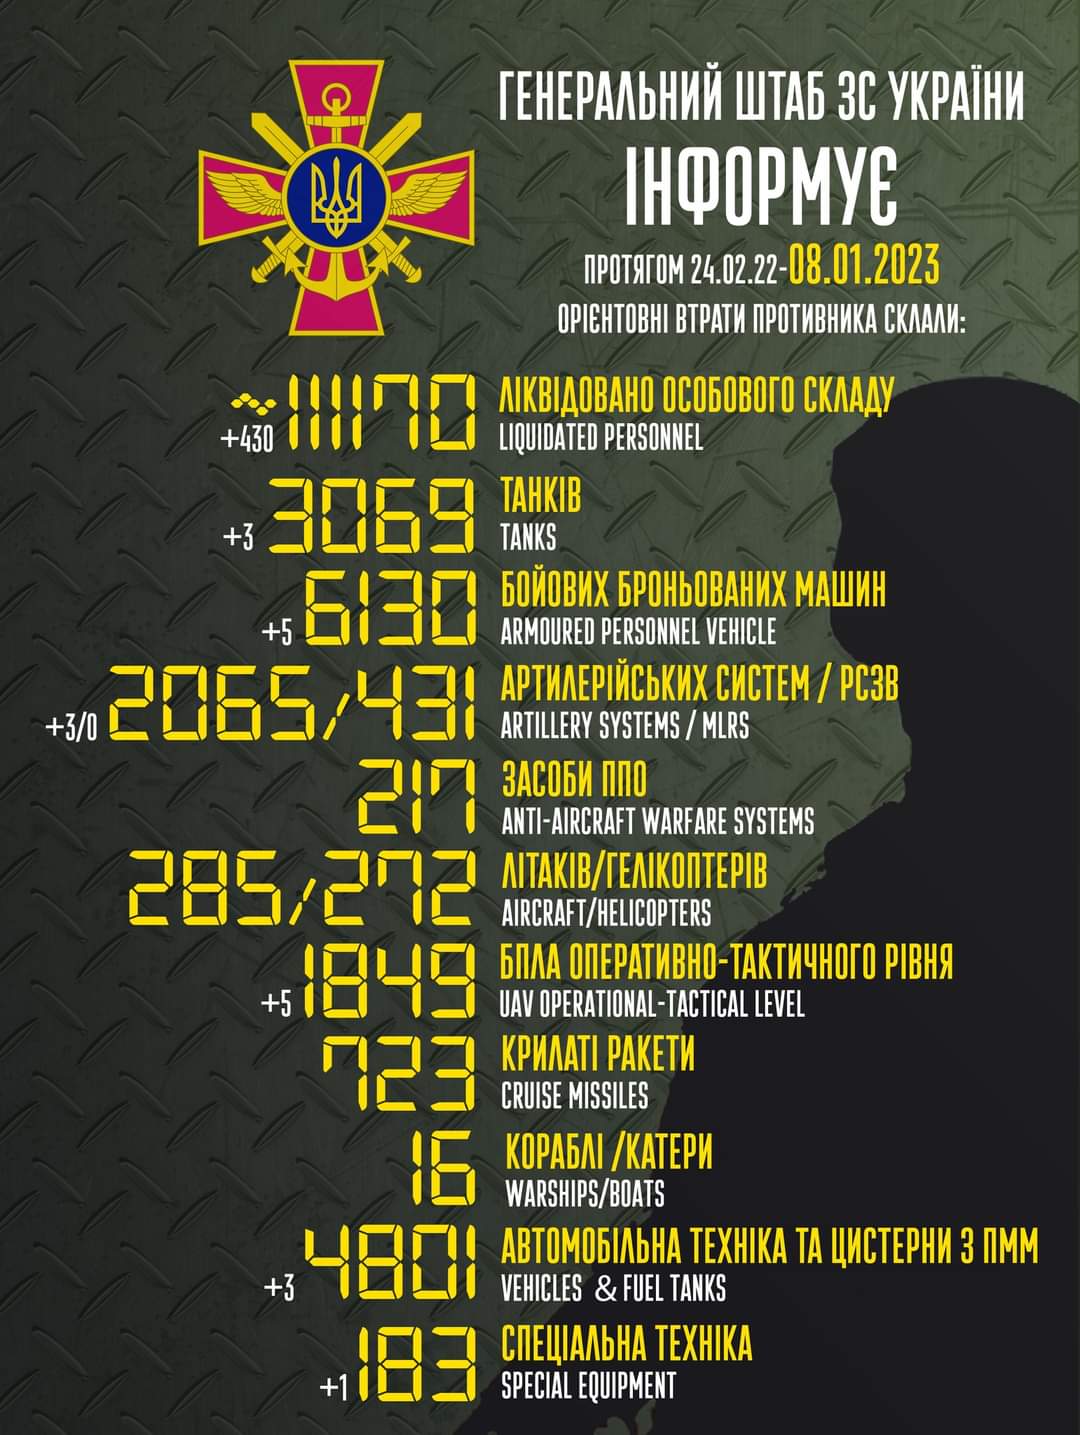 ГЕНЕРАЛЬНИЙ ШТАБ ЗС УКРАЇНИ
ІНФОРМУЄ
ПРОТЯГОМ 24.02.22-08.01.2023
ОРІЄНТОВНІ ВТРАТИ ПРОТИВНИКА СКЛАЛИ:
+430 ~111170 ЛІКВІДОВАНО ОСОБОВОГО СКЛАДУ
LIQUIDATED PERSONNEL
+3 3069 ТАНКІВ
TANKS
+5 6130 БОЙОВИХ БРОНЬОВАНИХ МАШИН
ARMOURED PERSONNEL VEHICLE
+3/0 2065/431 АРТИЛЕРІЙСЬКИХ СИСТЕМ / РСЗВ
ARTILLERY SYSTEMS / MLRS
217 ЗАСОБИ ППО
ANTI-AIRCRAFT WARFARE SYSTEMS
285/272 ЛІТАКІВ/ГЕЛІКОПТЕРІВ
AIRCRAFT/HELICOPTERS
+5 1849 БПЛА ОПЕРАТИВНО-ТАКТИЧНОГО РІВНЯ
UAV OPERATIONAL-TACTICAL LEVEL
723 КРИЛАТІ РАКЕТИ
CRUISE MISSILES
16 КОРАБЛІ /КАТЕРИ
WARSHIPS/BOATS
+3 4801 АВТОМОБІЛЬНА ТЕХНІКА ТА ЦИСТЕРНИ З ПММ
VEHICLES & FUEL TANKS
+1 183 СПЕЦІАЛЬНА ТЕХНІКА
SPECIAL EQUIPMENT